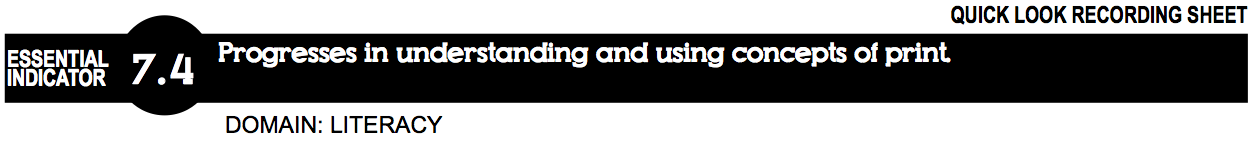 QUICK LOOK RECORDING SHEET
ESSENTIAL
INDICATOR
7.4
Progresses in understanding and using concepts of print.
DOMAIN: LITERACY